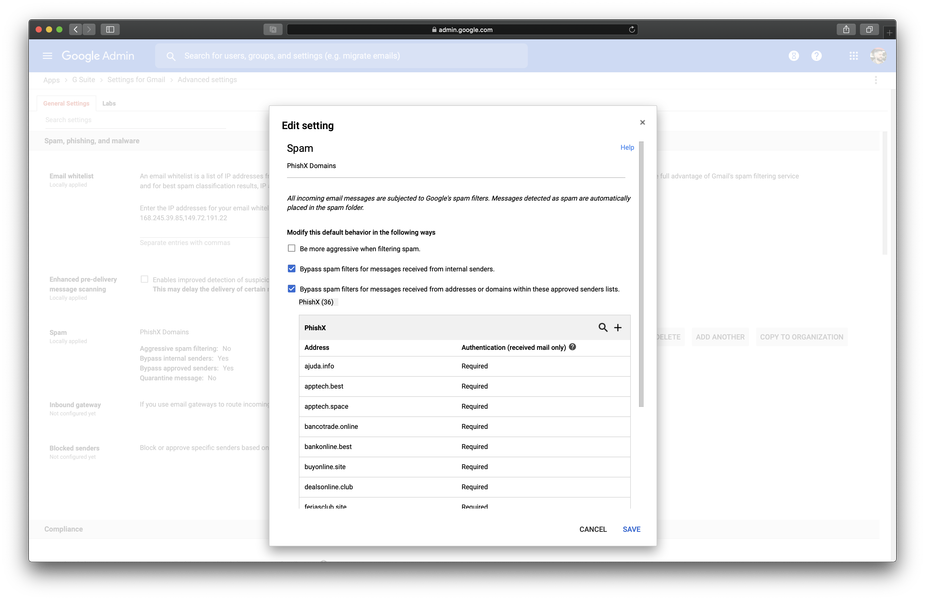 admin.google.com
Google Admin
Search for users, groups, and settings (e.g. migrate emails)
Apps > G Suite > Settings for Gmail > Advanced settings
General Settings Labs
Search settings
Spam, phishing, and malware
Email whitelist
Locally applied
An email whitelist is a list of IP addresses
and for best spam classification results, IP
full advantage of Gmail's spam filtering service
Enter the IP addresses for your email
168.245.39.85,149.72.191.22
Separate entries with commas
Enhanced pre-delivery
message scanning
Locally applied
Enables improved detection of
This may delay the delivery of certain
Spam
Locally applied
PhishX Domains
Aggressive spam filtering: No
Bypass internal senders: Yes
Bypass approved senders: Yes
Quarantine message: No
ADD ANOTHER COPY TO ORGANIZATION
Inbound gateway
Not configured yet
If you use email gateways to route
Blocked senders
Not configured yet
Block or approve specific senders based on
Compliance
Edit setting
×
Spam
Help
PhishX Domains
All incoming email messages are subjected to Google's spam filters. Messages detected as spam are automatically
placed in the spam folder.
Modify this default behavior in the following ways
Be more aggressive when filtering spam.
Bypass spam filters for messages received from internal senders.
Bypass spam filters for messages received from addresses or domains within these approved senders lists.
PhishX (36)
PhishX
Address Authentication (received mail only)
ajuda.info Required
apptech.best Required
apptech.space Required
bancotrade.online Required
bankonline.best Required
buyonline.site Required
dealsonline.club Required
feriasclub.site Required
CANCEL SAVE